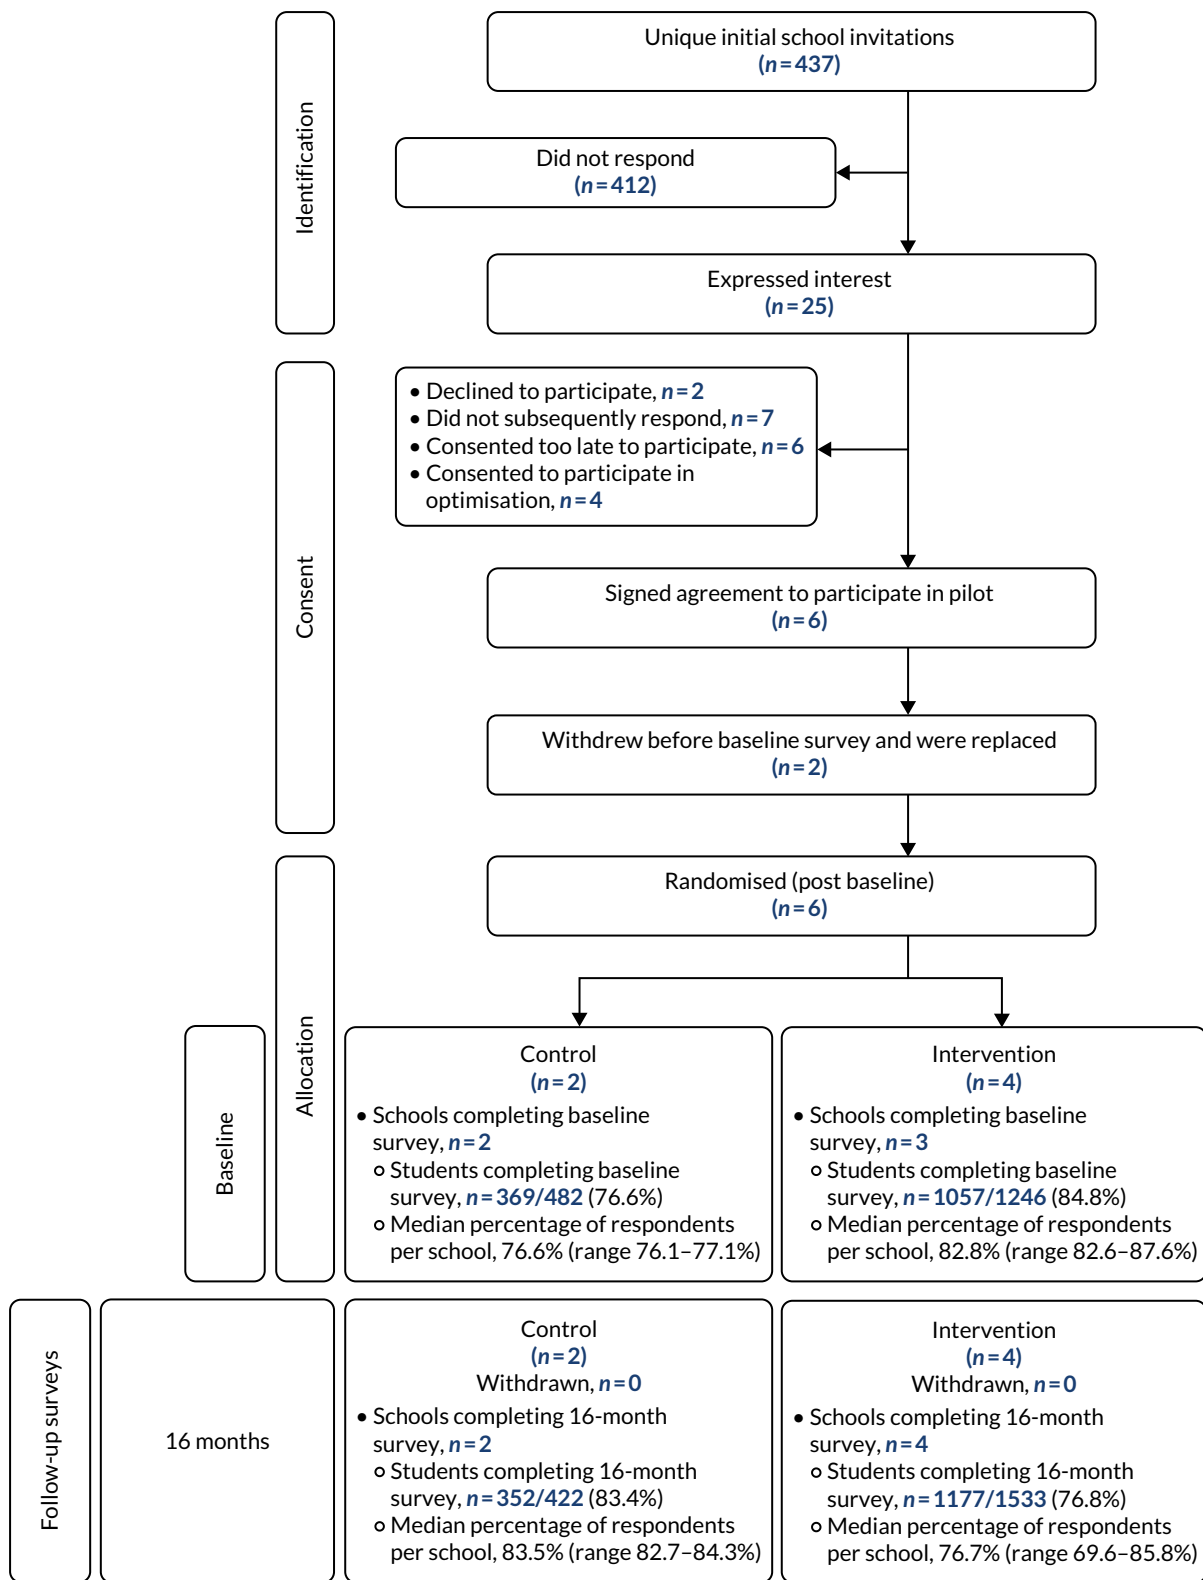 Identification
Unique initial school invitations
(n = 437)
Did not respond
(n = 412)
Expressed interest
(n = 25)
Consent
• Declined to participate, n = 2
• Did not subsequently respond, n = 7
• Consented too late to participate, n = 6
• Consented to participate in
optimisation, n = 4
Signed agreement to participate in pilot
(n = 6)
Withdrew before baseline survey and were replaced
(n = 2)
Allocation
Randomised (post baseline)
(n = 6)
Baseline
Control
(n = 2)
• Schools completing baseline
survey, n = 2
Students completing baseline
survey, n = 369/482 (76.6%)
Median percentage of respondents
per school, 76.6% (range 76.1–77.1%)
Intervention
(n = 4)
• Schools completing baseline
survey, n = 3
Students completing baseline
survey, n = 1057/1246 (84.8%)
Median percentage of respondents
per school, 82.8% (range 82.6–87.6%)
Follow-up surveys
16 months
Control
(n = 2)
Withdrawn, n = 0
• Schools completing 16-month
survey, n = 2
Students completing 16-month
survey, n = 352/422 (83.4%)
Median percentage of respondents
per school, 83.5% (range 82.7–84.3%)
Intervention
(n = 4)
Withdrawn, n = 0
• Schools completing 16-month
survey, n = 4
Students completing 16-month
survey, n = 1177/1533 (76.8%)
Median percentage of respondents
per school, 76.7% (range 69.6–85.8%)